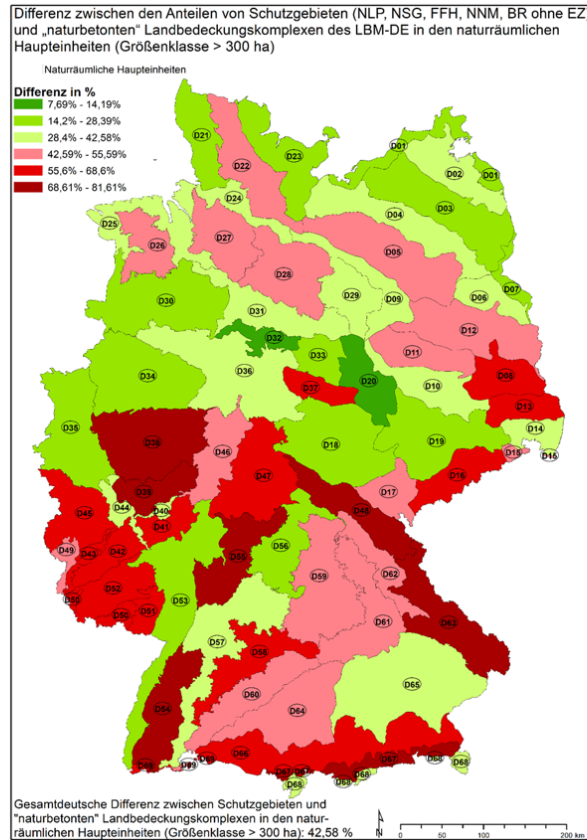 Differenz zwischen den Anteilen von Schutzgebieten (NLP, NSG, FFH, NNM, BR ohne EZ)
und „naturbetonten“ Landbedeckungskomplexen des LBM-DE in den naturräumlichen
Haupteinheiten (Größenklasse > 300 ha)
Naturräumliche Haupteinheiten
Differenz in %
7,69% - 14,19%
14,2% - 28,39%
28,4% - 42,58%
42,59% - 55,59%
55,6% - 68,6%
68,61% - 81,61%
D21
D22
D23
D01
D02
D01
D03
D24
D04
D25
D26
D27
D05
D28
D30
D29
D09
D06
D07
D31
D32
D12
D33
D11
D34
D36
D20
D37
D10
D13
D35
D18
D19
D14
D15
D46
D16
D17
D47
D44
D40
D41
D45
D48
D49
D43
D42
D56
D52
D59
D62
D53
D51
D61
D63
D57
D58
D65
D60
D64
D54
D66
D67
D68
D68
D68
D68
Gesamtdeutsche Differenz zwischen Schutzgebieten und
"naturbetonten" Landbedeckungskomplexen in den natur-
räumlichen Haupteinheiten (Größenklasse > 300 ha): 42,58 %
N
0 50 100 200 km